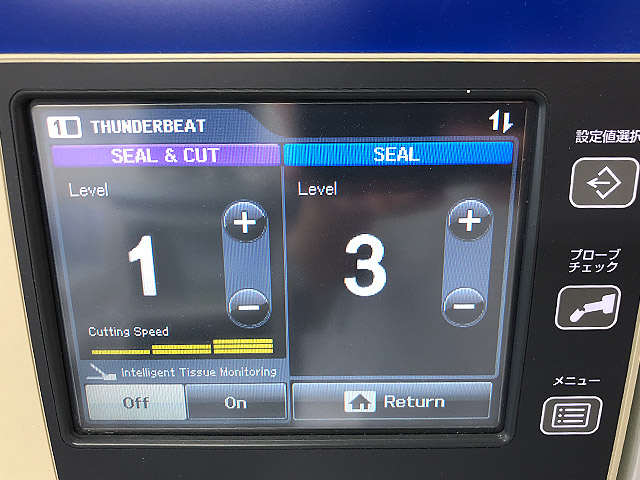 1 THUNDERBEAT
SEAL & CUT
SEAL
Level
Level
1
+
-
3
+
-
Cutting Speed
Intelligent Tissue Monitoring
Off
On
Return
設定値選択
プローブ
チェック
メニュー